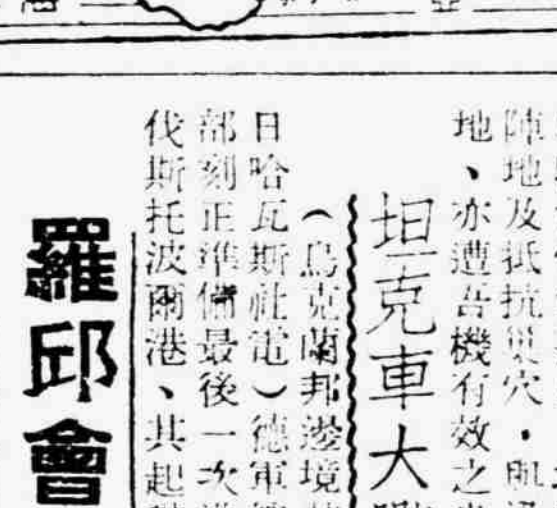 陣地及抵抗巢穴・
地、亦遭吾機有效之
坦克車大
（烏克蘭邦邊境
日哈瓦斯社電）德軍
部刻正準備最後一次
伐斯托波爾港、其起
羅邱會